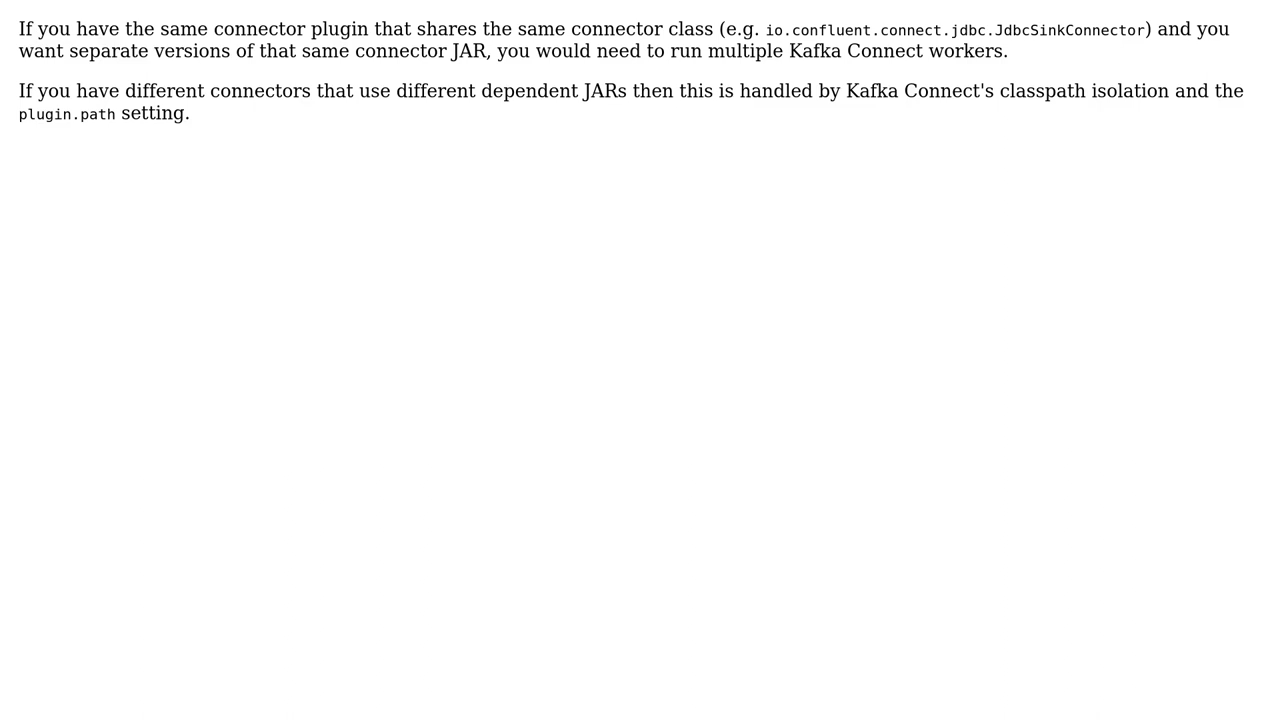 If you have the same connector plugin that shares the same connector class (e.g. io.confluent.connect.jdbc.JdbcSinkConnector) and you
want separate versions of that same connector JAR, you would need to run multiple Kafka Connect workers.
If you have different connectors that use different dependent JARs then this is handled by Kafka Connect's classpath isolation and the
plugin.path setting.